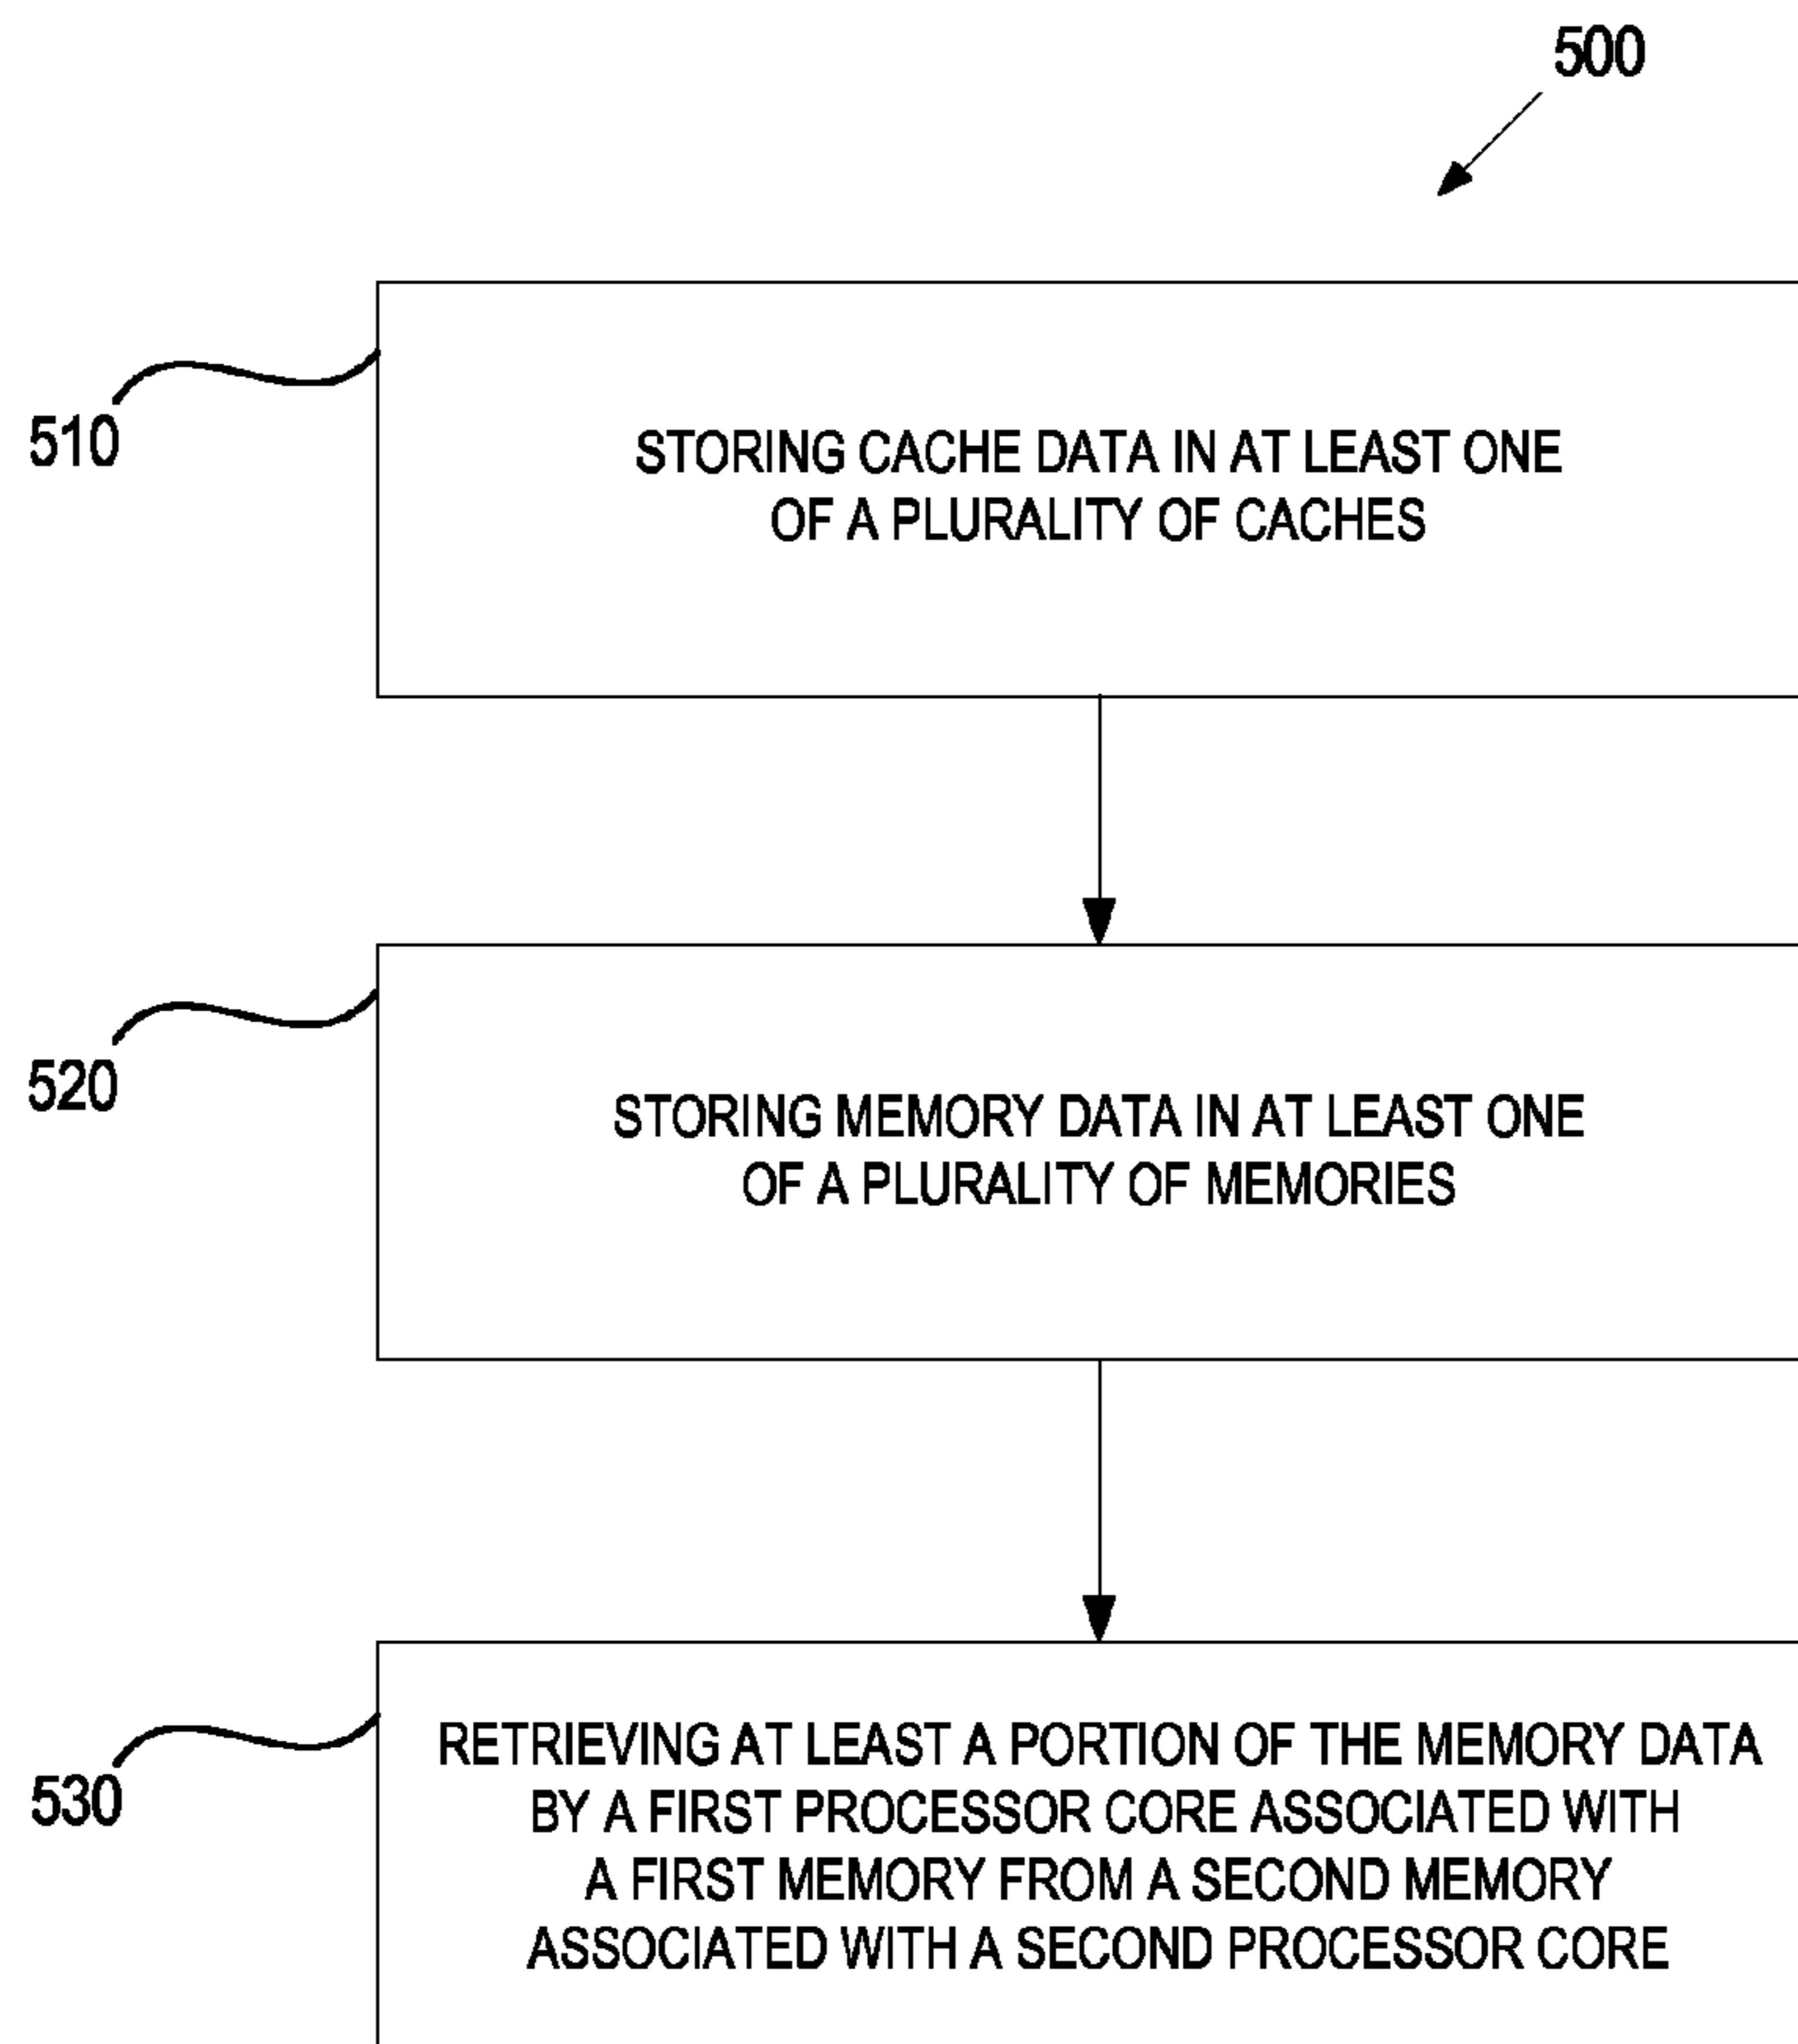 500
510
STORING CACHE DATA IN AT LEAST ONE
OF A PLURALITY OF CACHES
520
STORING MEMORY DATA IN AT LEAST ONE
OF A PLURALITY OF MEMORIES
530
RETRIEVING AT LEAST A PORTION OF THE MEMORY DATA
BY A FIRST PROCESSOR CORE ASSOCIATED WITH
A FIRST MEMORY FROM A SECOND MEMORY
ASSOCIATED WITH A SECOND PROCESSOR CORE